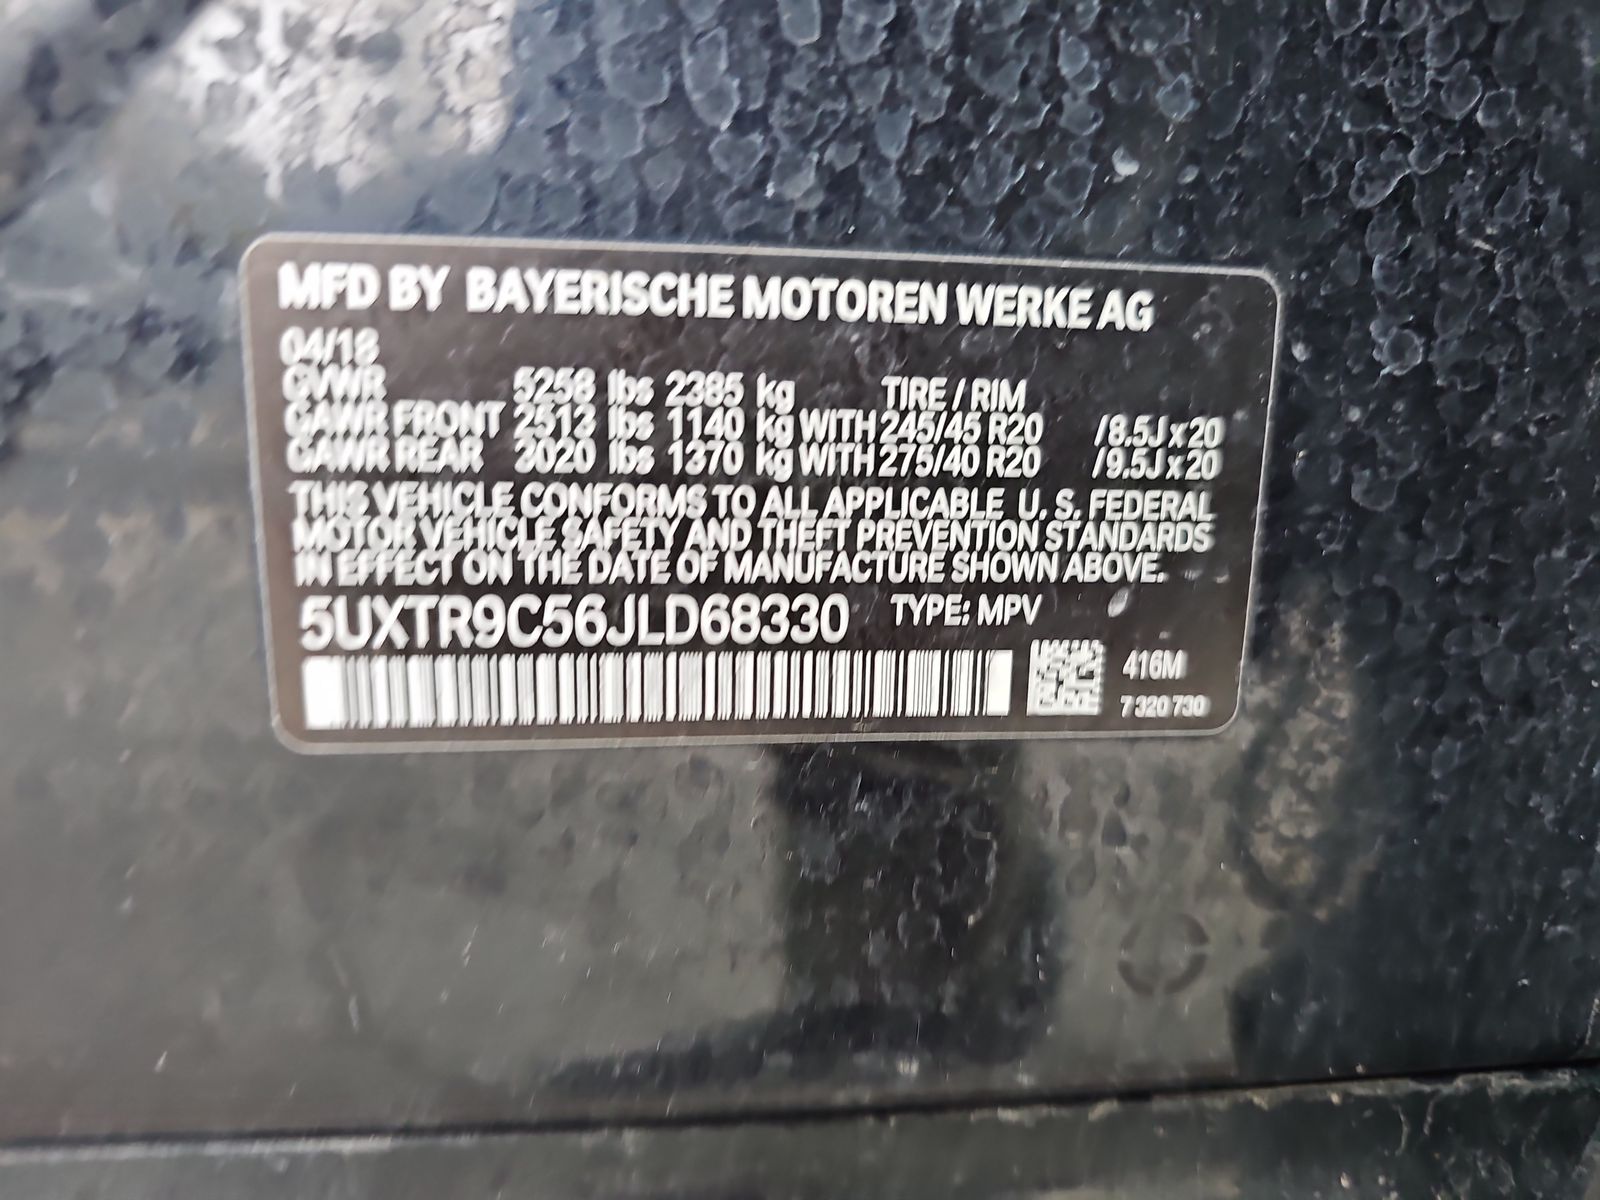 MFD BY BAYERISCHE MOTOREN WERKE AG
04/18
GVWR 5258 lbs 2385 kg TIRE / RIM
GAWR FRONT 2513 lbs 1140 kg WITH 245/45 R20 /8.5J x 20
GAWR REAR 3020 lbs 1370 kg WITH 275/40 R20 /9.5J x 20
THIS VEHICLE CONFORMS TO ALL APPLICABLE U. S. FEDERAL
MOTOR VEHICLE SAFETY AND THEFT PREVENTION STANDARDS
IN EFFECT ON THE DATE OF MANUFACTURE SHOWN ABOVE.
5UXTR9C56JLD68330 TYPE: MPV
416M
7 320 730